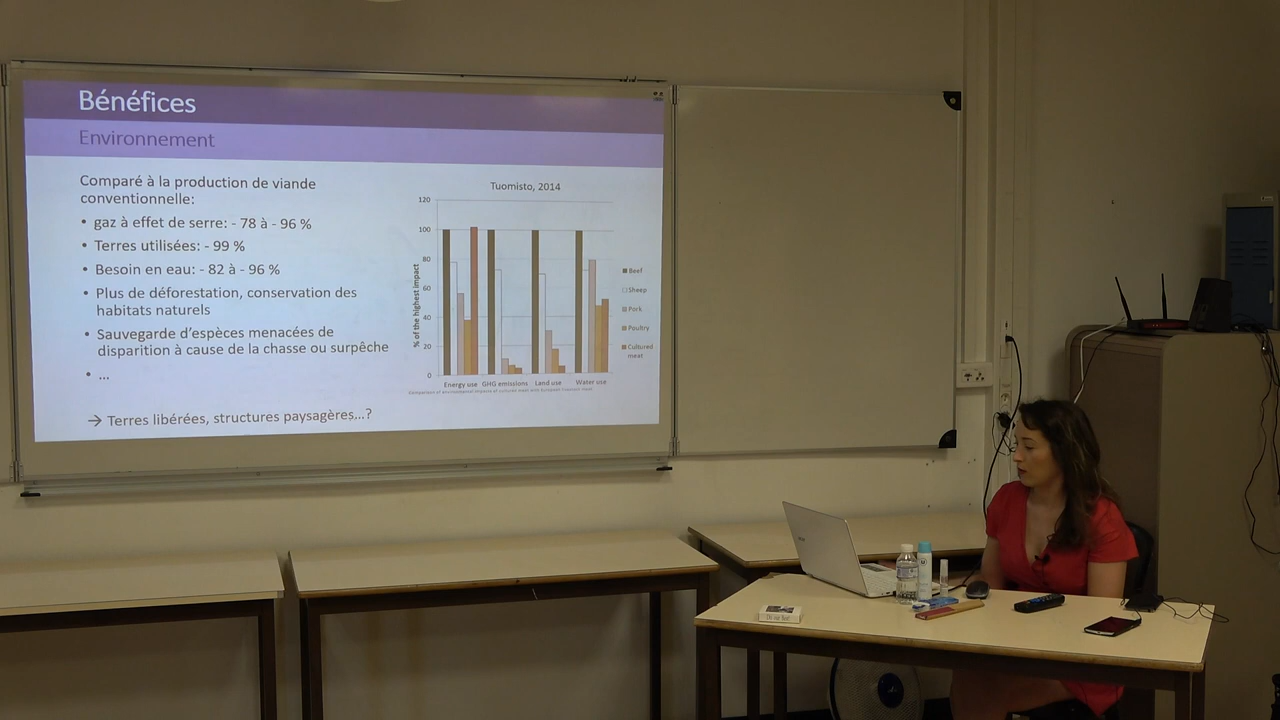 Bénéfices
Environnement
Comparé à la production de viande
conventionnelle:
• gaz à effet de serre: - 78 à - 96 %
• Terres utilisées: - 99 %
• Besoin en eau: - 82 à - 96 %
• Plus de déforestation, conservation des
habitats naturels
• Sauvegarde d'espèces menacées de
disparition à cause de la chasse ou surpêche
• ...
→ Terres libérées, structures paysagères...?
Tuomisto, 2014
% of the highest impact
120
100
80
60
40
20
0
Energy use GHG emissions Land use Water use
Beef
Sheep
Pork
Poultry
Cultured
meat